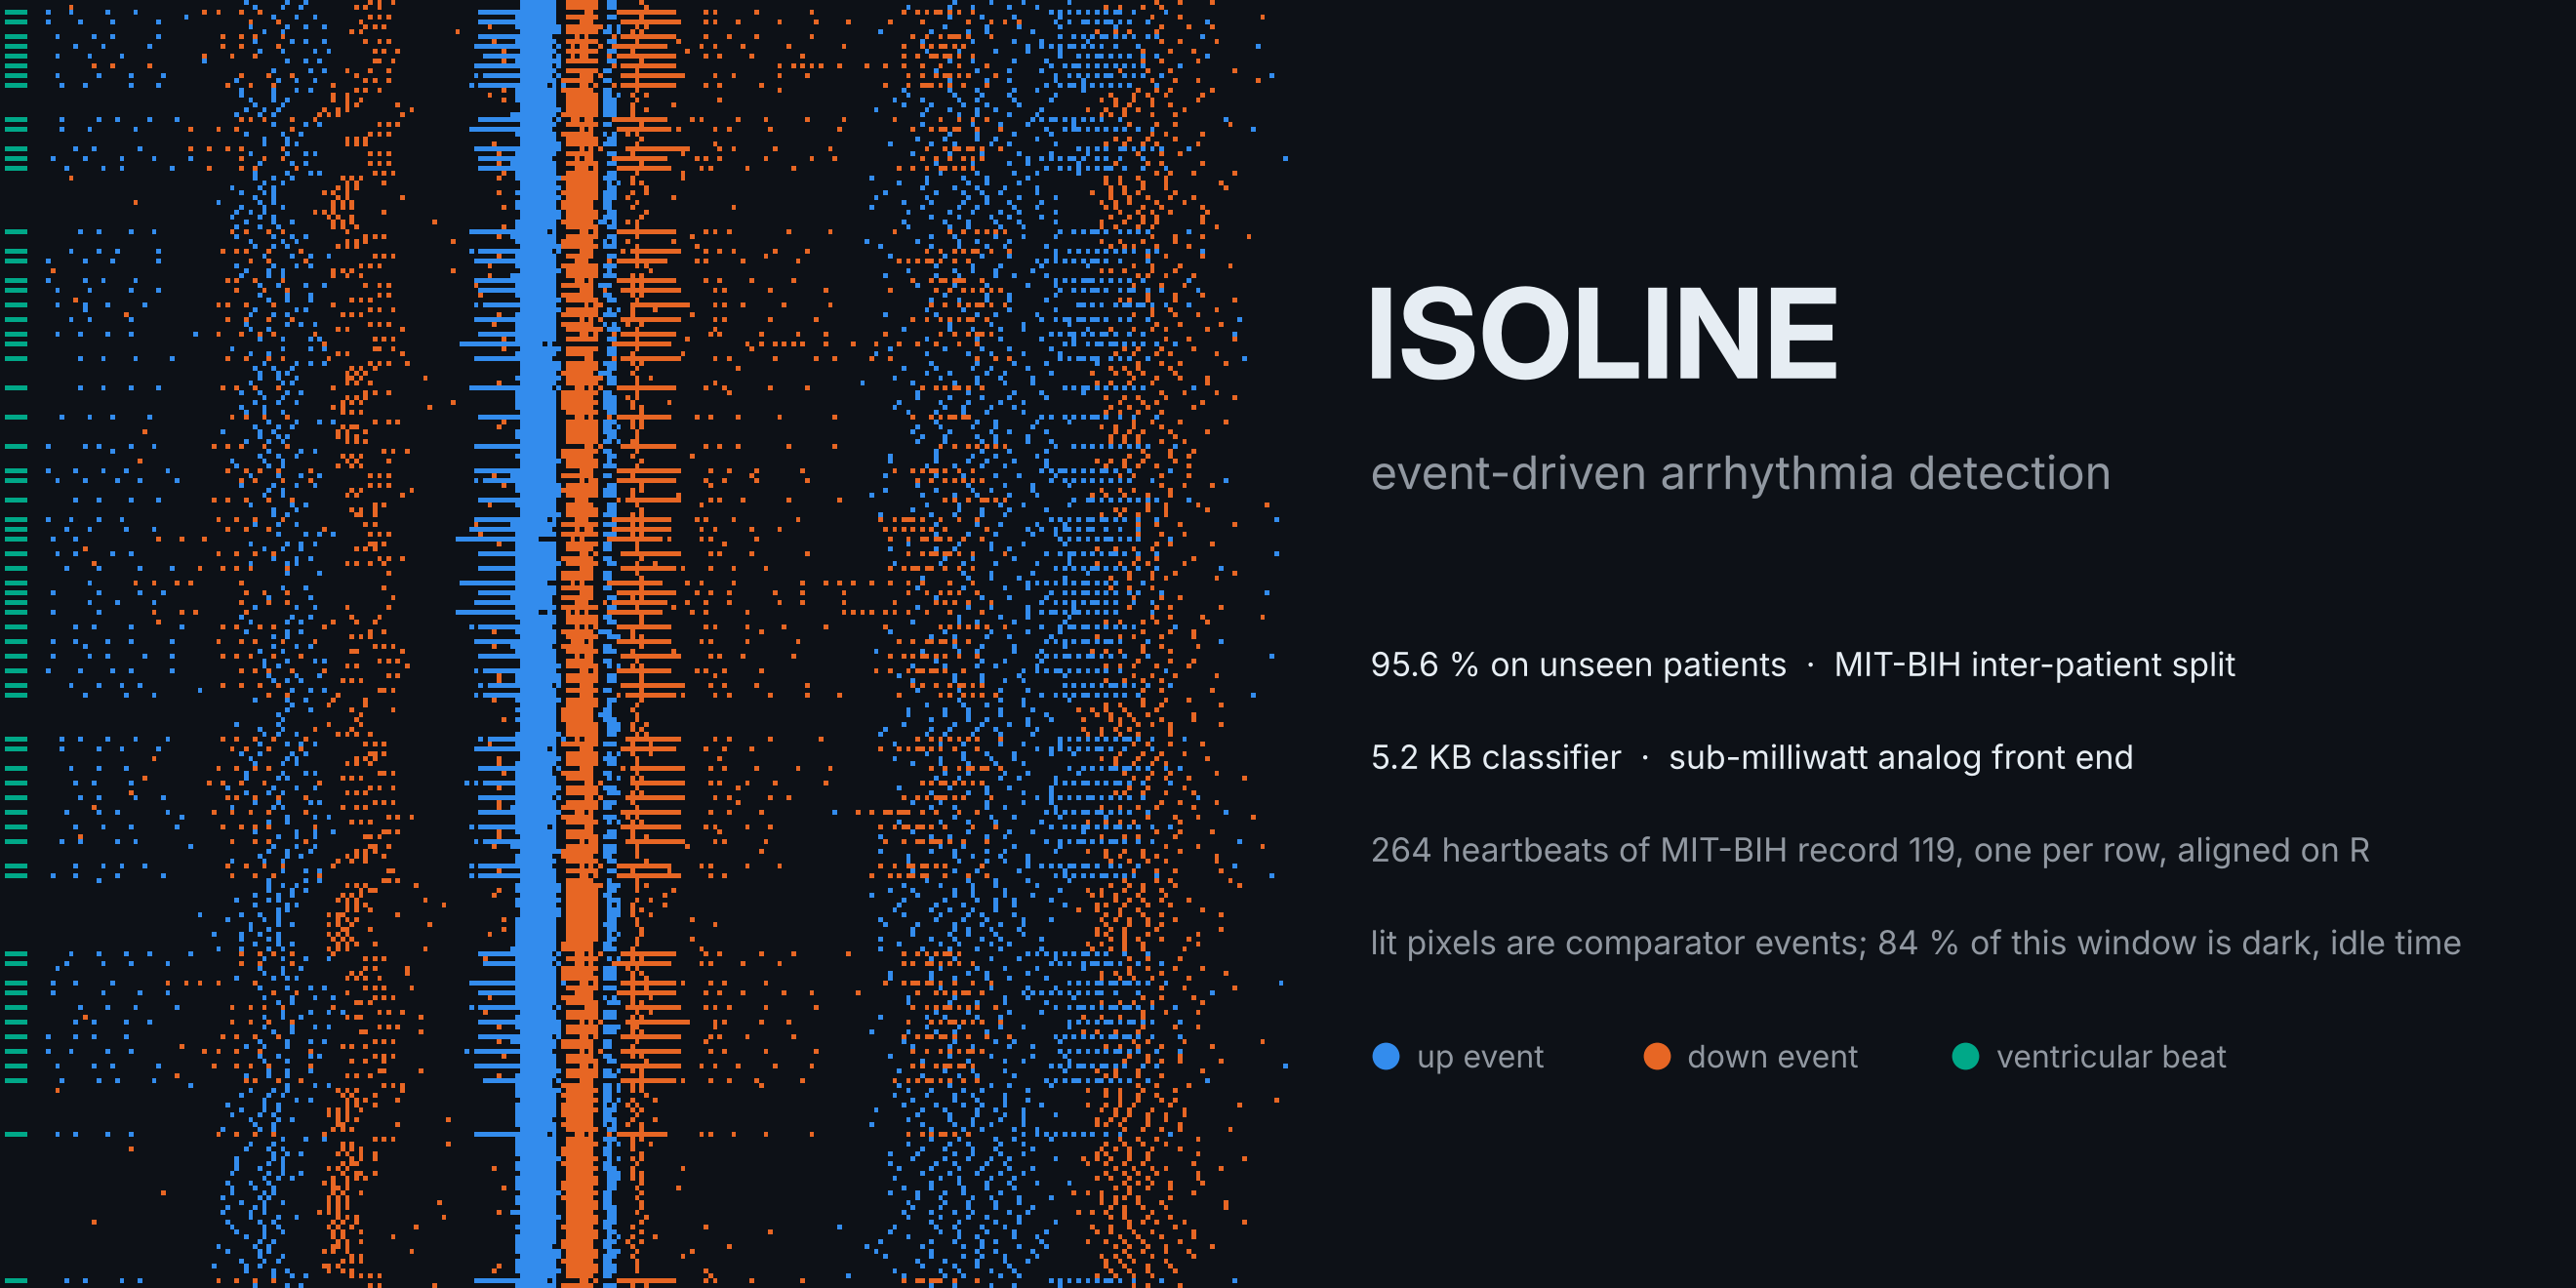 ISOLINE
event-driven arrhythmia detection
95.6 % on unseen patients · MIT-BIH inter-patient split
5.2 KB classifier · sub-milliwatt analog front end
264 heartbeats of MIT-BIH record 119, one per row, aligned on R
lit pixels are comparator events; 84 % of this window is dark, idle time
up event down event ventricular beat